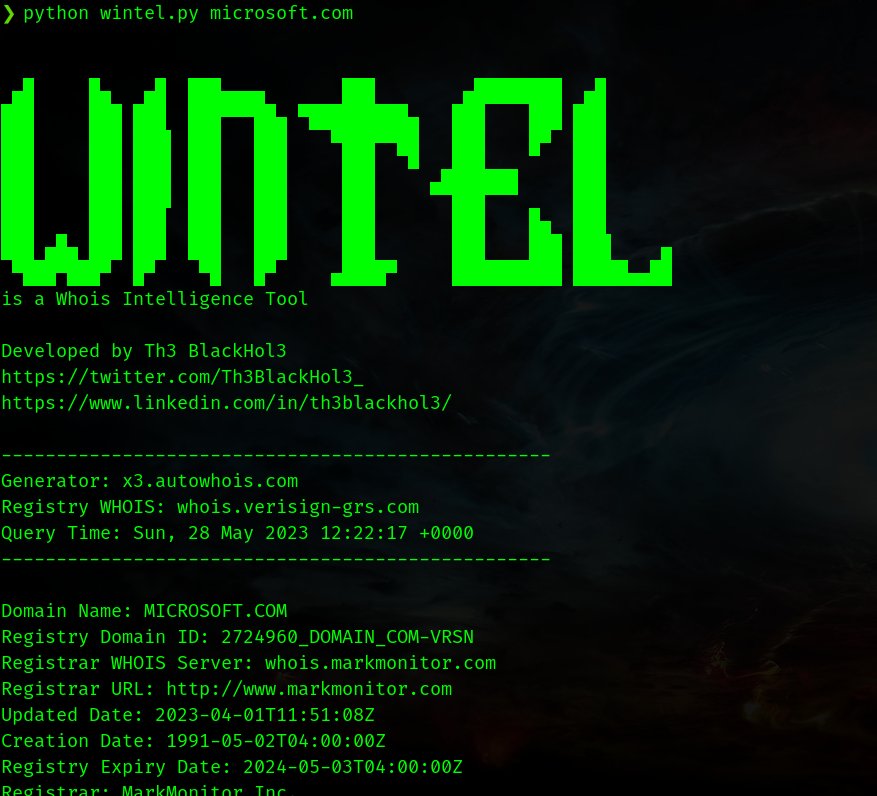 ❯ python wintel.py microsoft.com
WINTEL
is a Whois Intelligence Tool
Developed by Th3 BlackHol3
https://twitter.com/Th3BlackHol3_
https://www.linkedin.com/in/th3blackhol3/
--------------------------------------------------
Generator: x3.autowhois.com
Registry WHOIS: whois.verisign-grs.com
Query Time: Sun, 28 May 2023 12:22:17 +0000
--------------------------------------------------
Domain Name: MICROSOFT.COM
Registry Domain ID: 2724960_DOMAIN_COM-VRSN
Registrar WHOIS Server: whois.markmonitor.com
Registrar URL: http://www.markmonitor.com
Updated Date: 2023-04-01T11:51:08Z
Creation Date: 1991-05-02T04:00:00Z
Registry Expiry Date: 2024-05-03T04:00:00Z
Registrar: MarkMonitor Inc